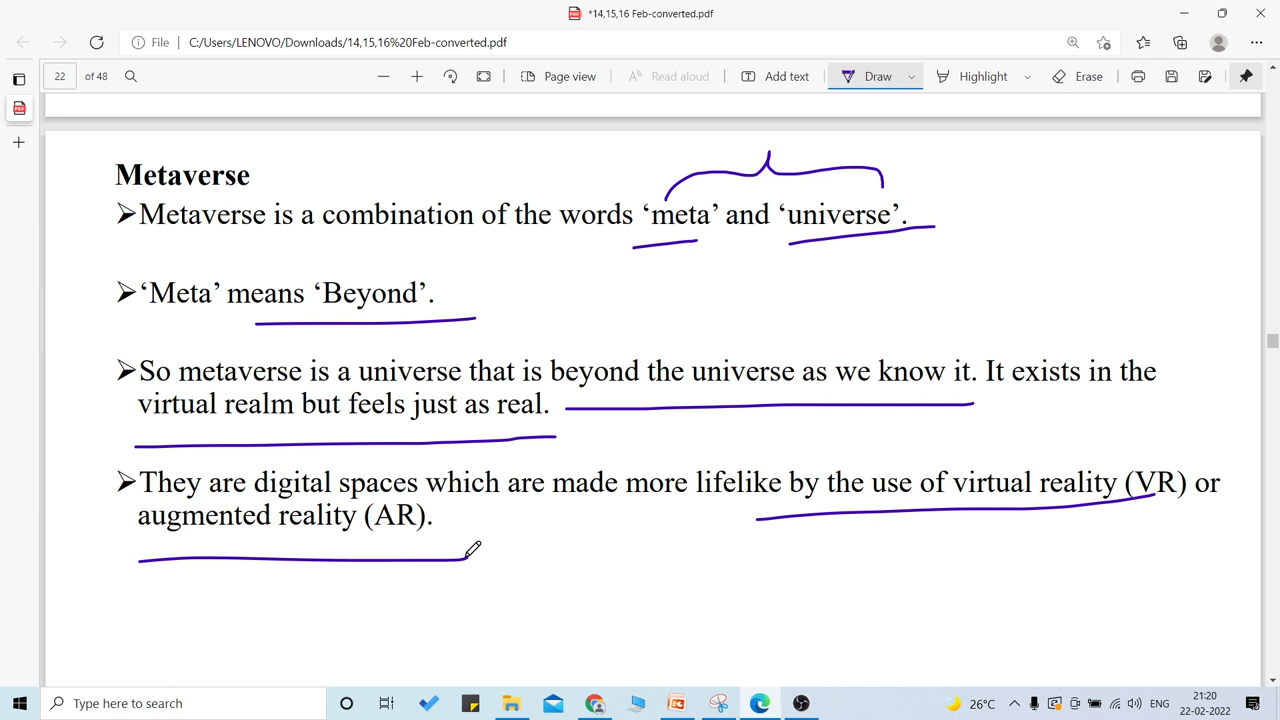 *14,15,16 Feb-converted.pdf
File C:/Users/LENOVO/Downloads/14,15,16%20Feb-converted.pdf
22 of 48 Page view Read aloud Add text Draw Highlight Erase
Metaverse
➢Metaverse is a combination of the words ‘meta’ and ‘universe’.
➢‘Meta’ means ‘Beyond’.
➢So metaverse is a universe that is beyond the universe as we know it. It exists in the
virtual realm but feels just as real.
➢They are digital spaces which are made more lifelike by the use of virtual reality (VR) or
augmented reality (AR).
Type here to search 26°C ENG 21:20
22-02-2022